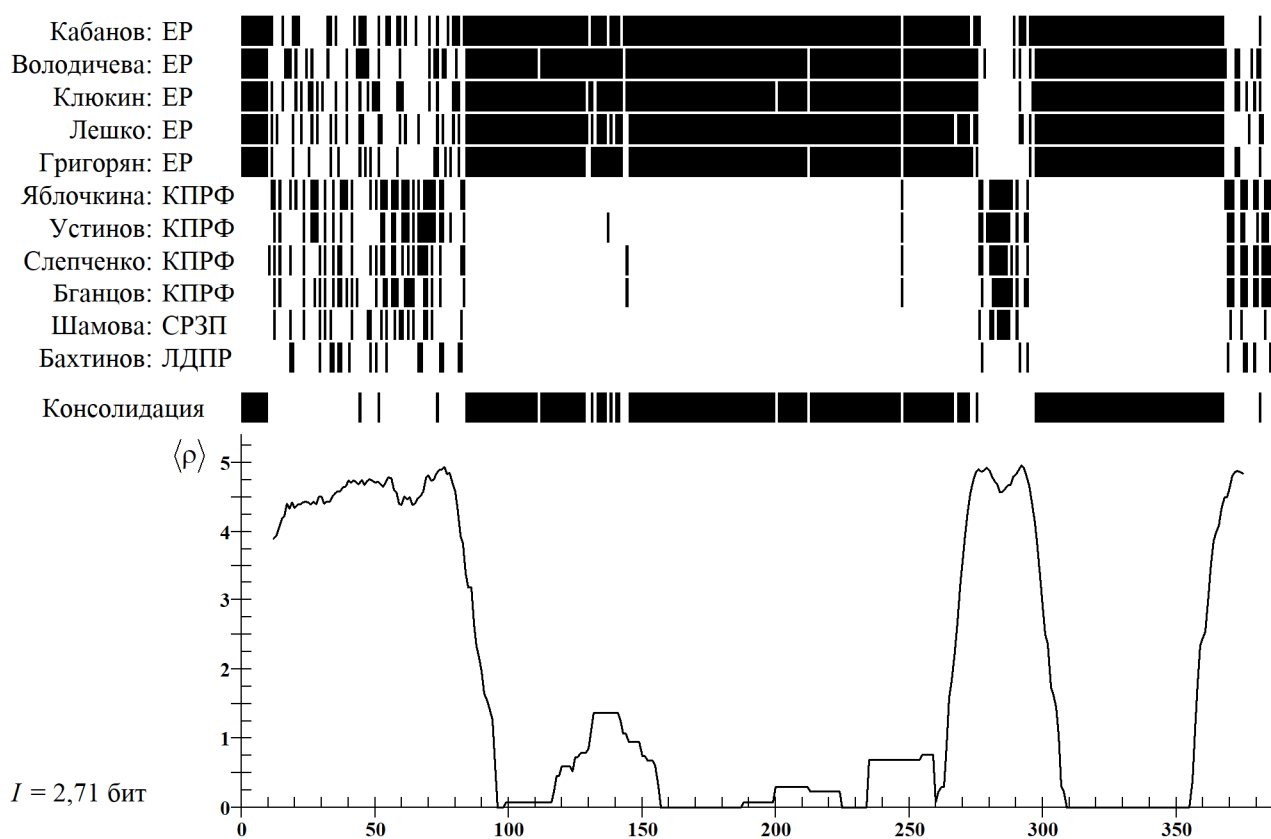 Кабанов: ЕР
Володичева: ЕР
Клюкин: ЕР
Лешко: ЕР
Григорян: ЕР
Яблочкина: КПРФ
Устинов: КПРФ
Слепченко: КПРФ
Бганцов: КПРФ
Шамова: СРЗП
Бахтинов: ЛДПР
Консолидация
⟨ρ⟩
5
4
3
2
1
0
I = 2,71 бит
0 50 100 150 200 250 300 350